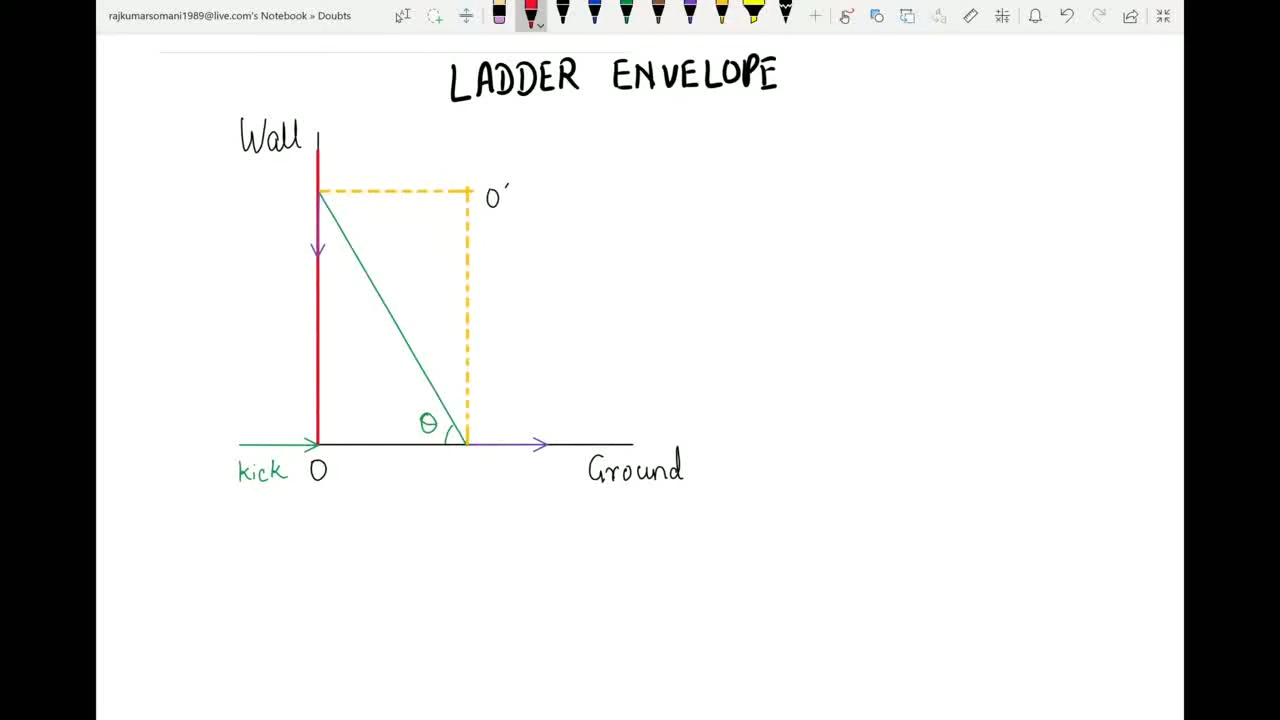 rajkumarsomani1989@live.com's Notebook » Doubts
LADDER ENVELOPE
Wall
O'
θ
kick
O
Ground